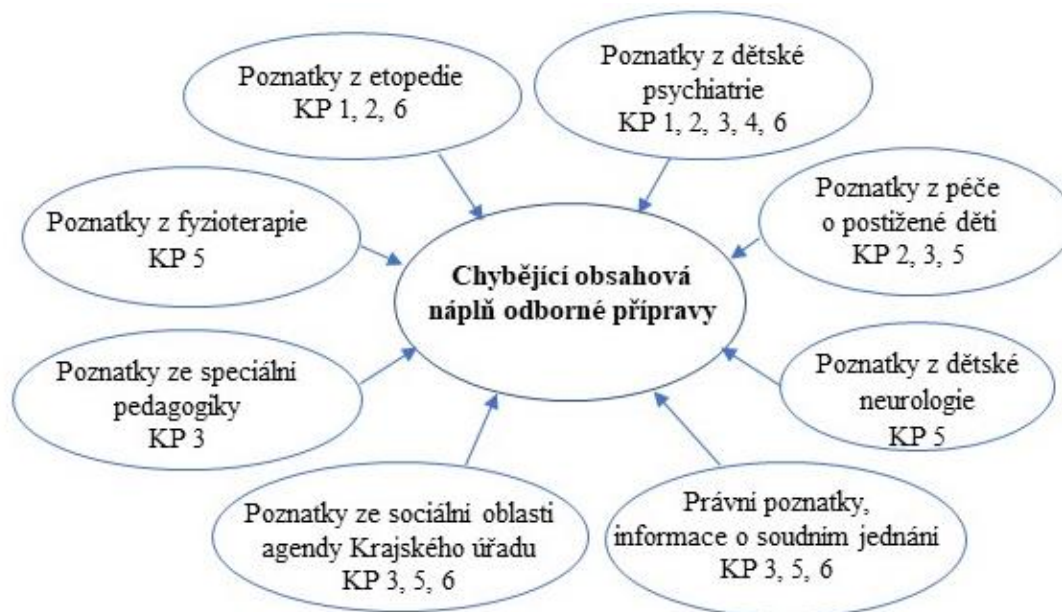 Poznatky z etopedie
KP 1, 2, 6
Poznatky z dětské
psychiatrie
KP 1, 2, 3, 4, 6
Poznatky z fyzioterapie
KP 5
Poznatky z péče
o postižené děti
KP 2, 3, 5
Chybějící obsahová
náplň odborné přípravy
Poznatky ze speciální
pedagogiky
KP 3
Poznatky z dětské
neurologie
KP 5
Poznatky ze sociální oblasti
agendy Krajského úřadu
KP 3, 5, 6
Právní poznatky,
informace o soudním jednání
KP 3, 5, 6